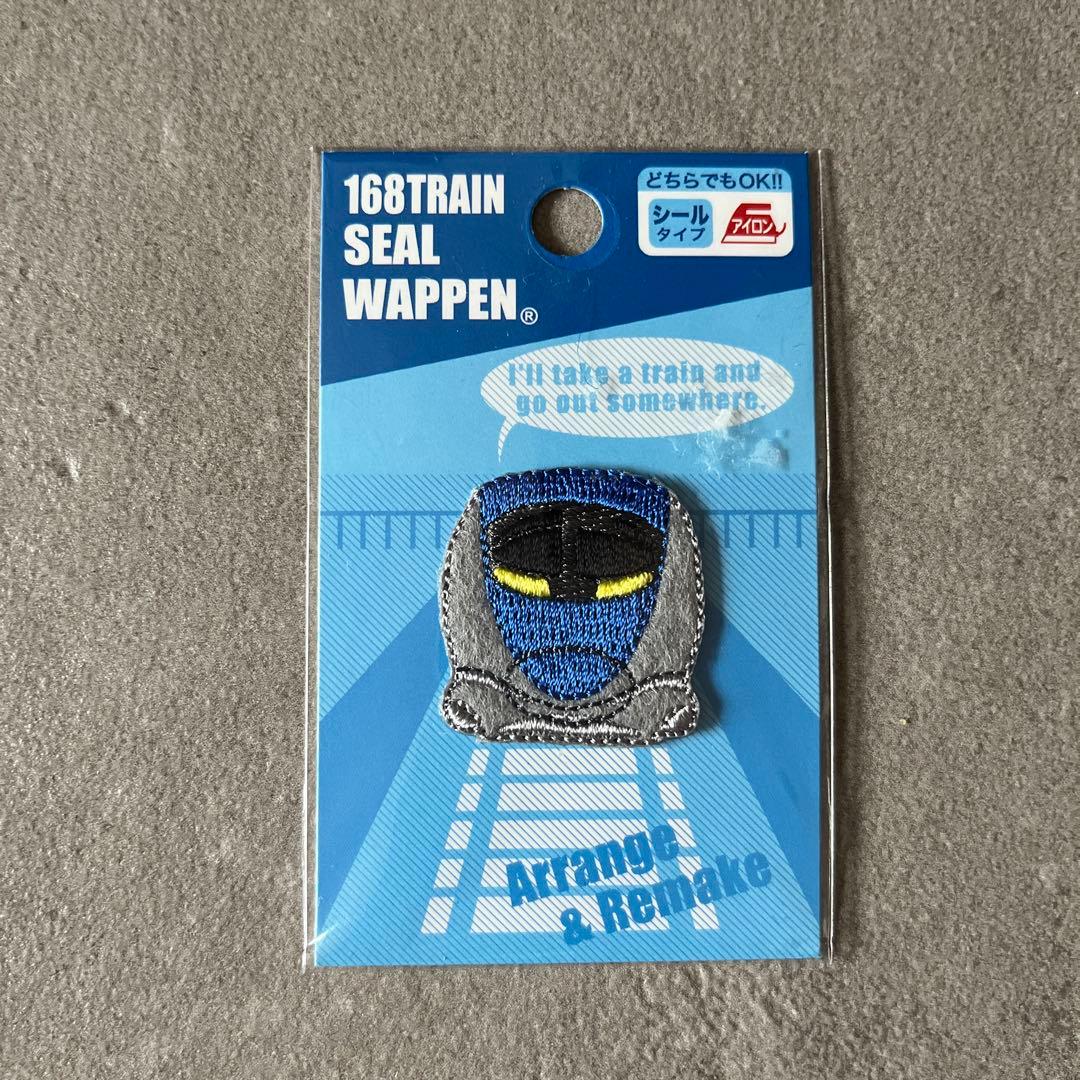 168TRAIN
SEAL
WAPPEN®
どちらでもOK!!
シール
タイプ
アイロン
I'll take a train and
go out somewhere.
Arrange
& Remake